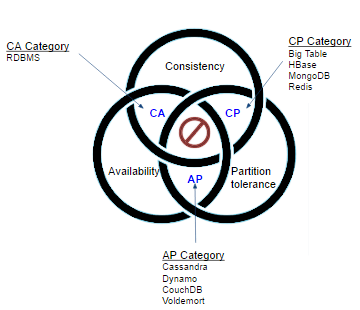 CA Category
RDBMS
CP Category
Big Table
HBase
MongoDB
Redis
Consistency
CA
CP
Availability
Partition
tolerance
AP
AP Category
Cassandra
Dynamo
CouchDB
Voldemort